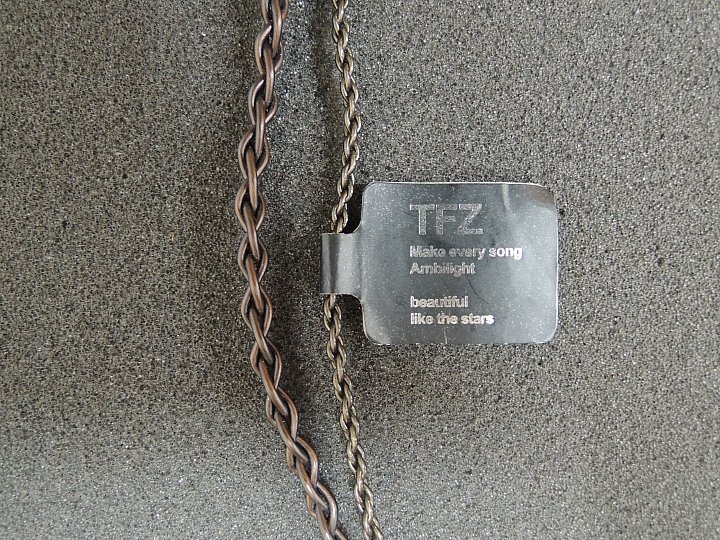 TFZ
Make every song
Ambilight
beautiful
like the stars